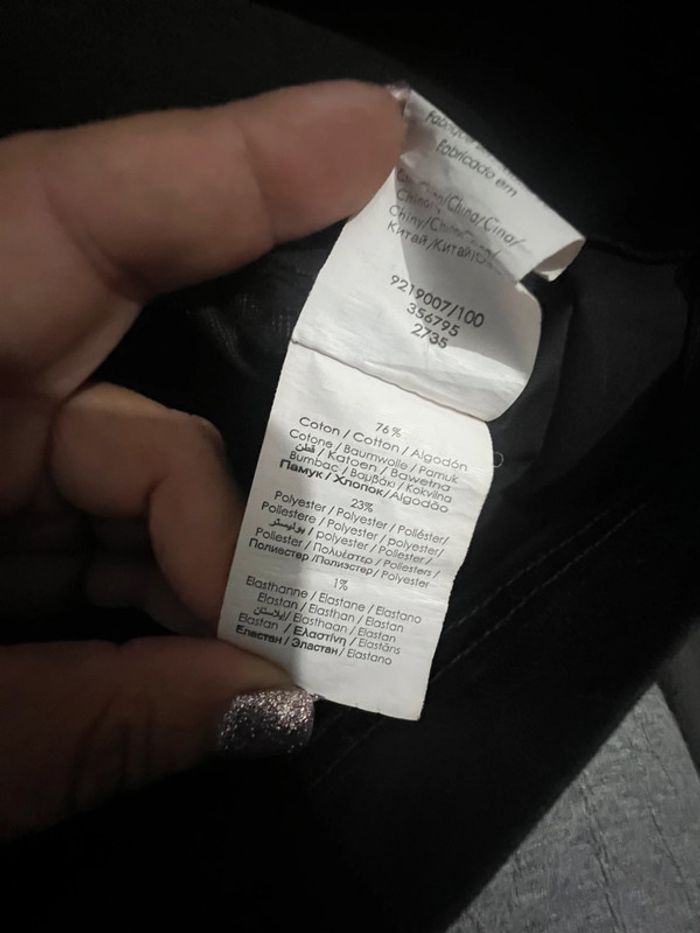 Fabricado em
/China/Cina/
Chiny/
Китай/Китай/
9219007/100
356795
2735
76%
Coton / Cotton / Algodón
Cotone / Baumwolle / Pamuk
قطن / Katoen / Bawełna
Bumbac / Βαμβάκι / Kokvilna
Памук / Хлопок/Algodão
23%
Polyester / Polyester / Poliéster/
Poliestere / Polyester / polyester/
بوليستر / polyester / Poliester /
Poliester / Πολυέστερ / Poliesters /
Полиестер /Полиэстер/ Polyester
1%
Elasthanne / Elastane / Elastano
Elastan / Elasthan / Elastan
إيلاستان/ Elasthaan / Elastan
Elastan / Ελαστίνη / Elastāns
Еластан / Эластан/ Elastano